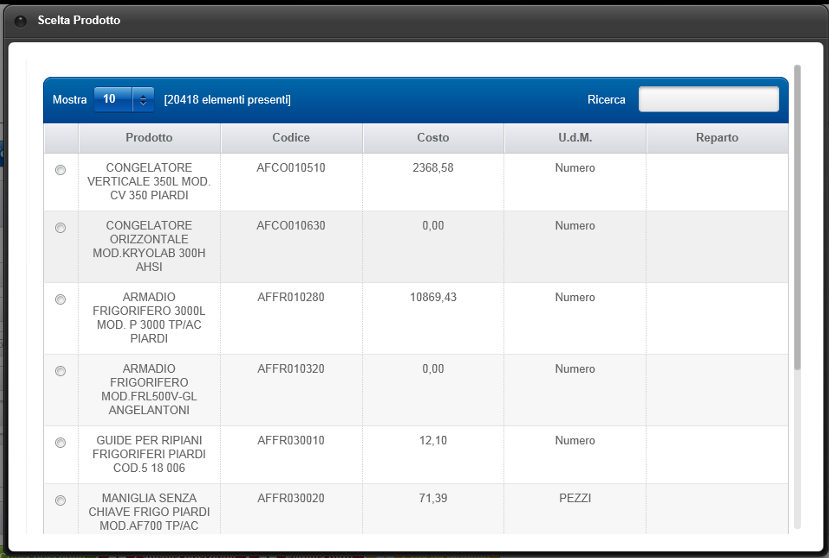 Scelta Prodotto
Mostra 10 [20418 elementi presenti] Ricerca
Prodotto Codice Costo U.d.M. Reparto
CONGELATORE VERTICALE 350L MOD. CV 350 PIARDI AFCO010510 2368,58 Numero
CONGELATORE ORIZZONTALE MOD.KRYOLAB 300H AHSI AFCO010630 0,00 Numero
ARMADIO FRIGORIFERO 3000L MOD. P 3000 TP/AC PIARDI AFFR010280 10869,43 Numero
ARMADIO FRIGORIFERO MOD.FRL500V-GL ANGELANTONI AFFR010320 0,00 Numero
GUIDE PER RIPIANI FRIGORIFERI PIARDI COD.5 18 006 AFFR030010 12,10 Numero
MANIGLIA SENZA CHIAVE FRIGO PIARDI MOD.AF700 TP/AC AFFR030020 71,39 PEZZI